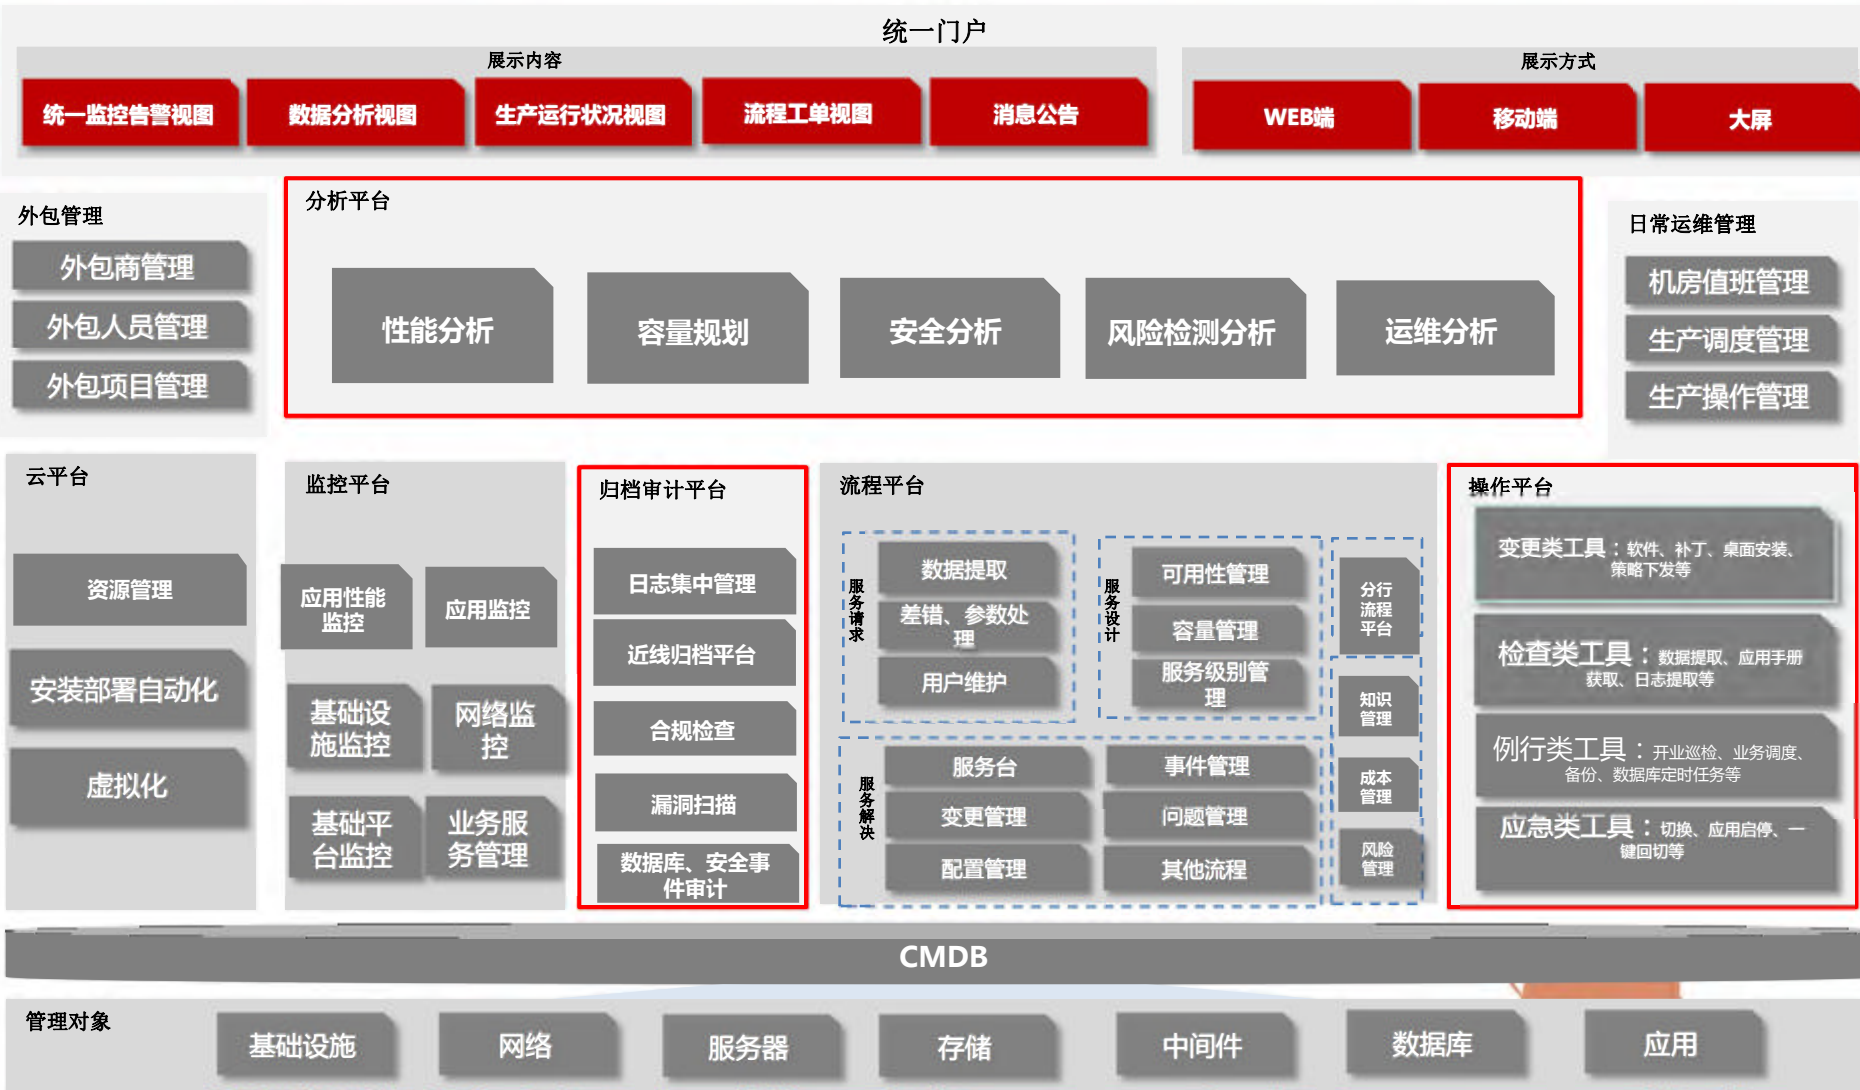 统一门户
展示内容
展示方式
统一监控告警视图
数据分析视图
生产运行状况视图
流程工单视图
消息公告
WEB端
移动端
大屏
外包管理
外包商管理
外包人员管理
外包项目管理
分析平台
性能分析
容量规划
安全分析
风险检测分析
运维分析
日常运维管理
机房值班管理
生产调度管理
生产操作管理
云平台
资源管理
安装部署自动化
虚拟化
监控平台
应用性能
监控
应用监控
基础设
施监控
网络监
控
基础平
台监控
业务服
务管理
归档审计平台
日志集中管理
近线归档平台
合规检查
漏洞扫描
数据库、安全事
件审计
流程平台
服务请求
数据提取
差错、参数处
理
用户维护
服务设计
可用性管理
容量管理
服务级别管
理
服务解决
服务台
事件管理
变更管理
问题管理
配置管理
其他流程
分行
流程
平台
知识
管理
成本
管理
风险
管理
操作平台
变更类工具：软件、补丁、桌面安装、
策略下发等
检查类工具：数据提取、应用手册
获取、日志提取等
例行类工具：开业巡检、业务调度、
备份、数据库定时任务等
应急类工具：切换、应用启停、一
键回切等
CMDB
管理对象
基础设施
网络
服务器
存储
中间件
数据库
应用